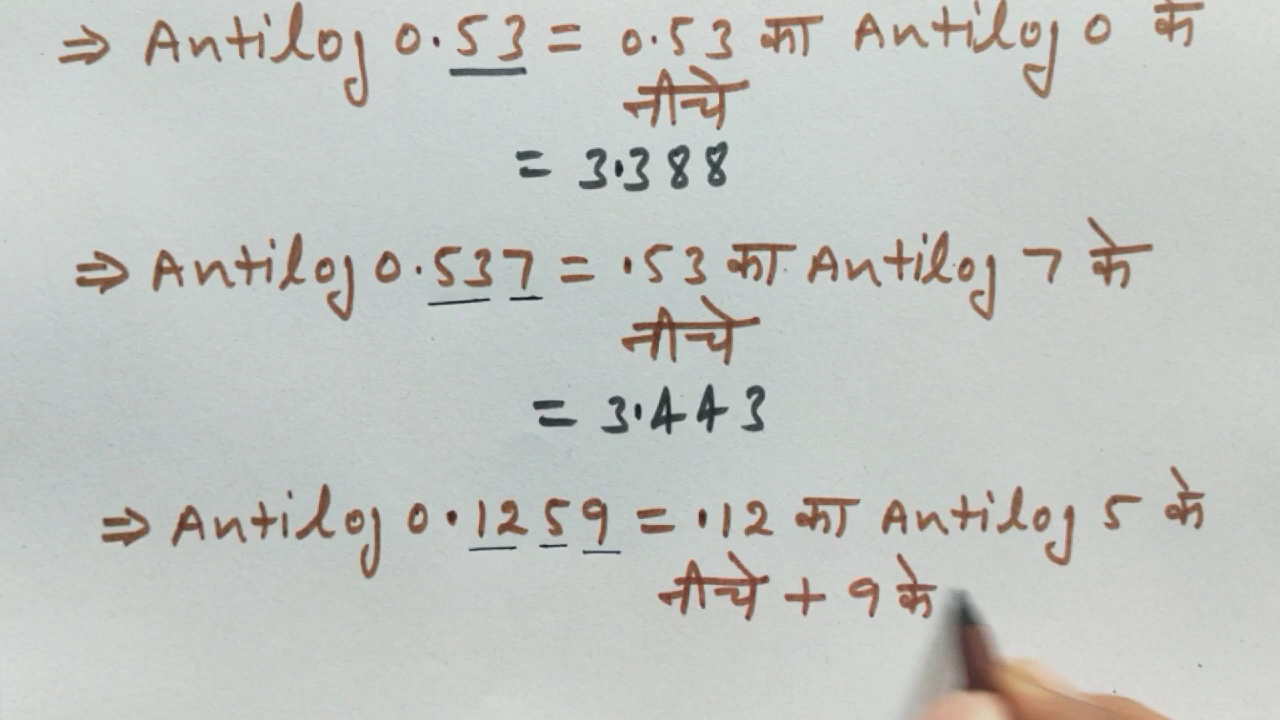 ⇒ Antilog 0.53 = 0.53 का Antilog 0 के
नीचे
= 3.388
⇒ Antilog 0.537 = .53 का Antilog 7 के
नीचे
= 3.443
⇒ Antilog 0.1259 = .12 का Antilog 5 के
नीचे + 9 के